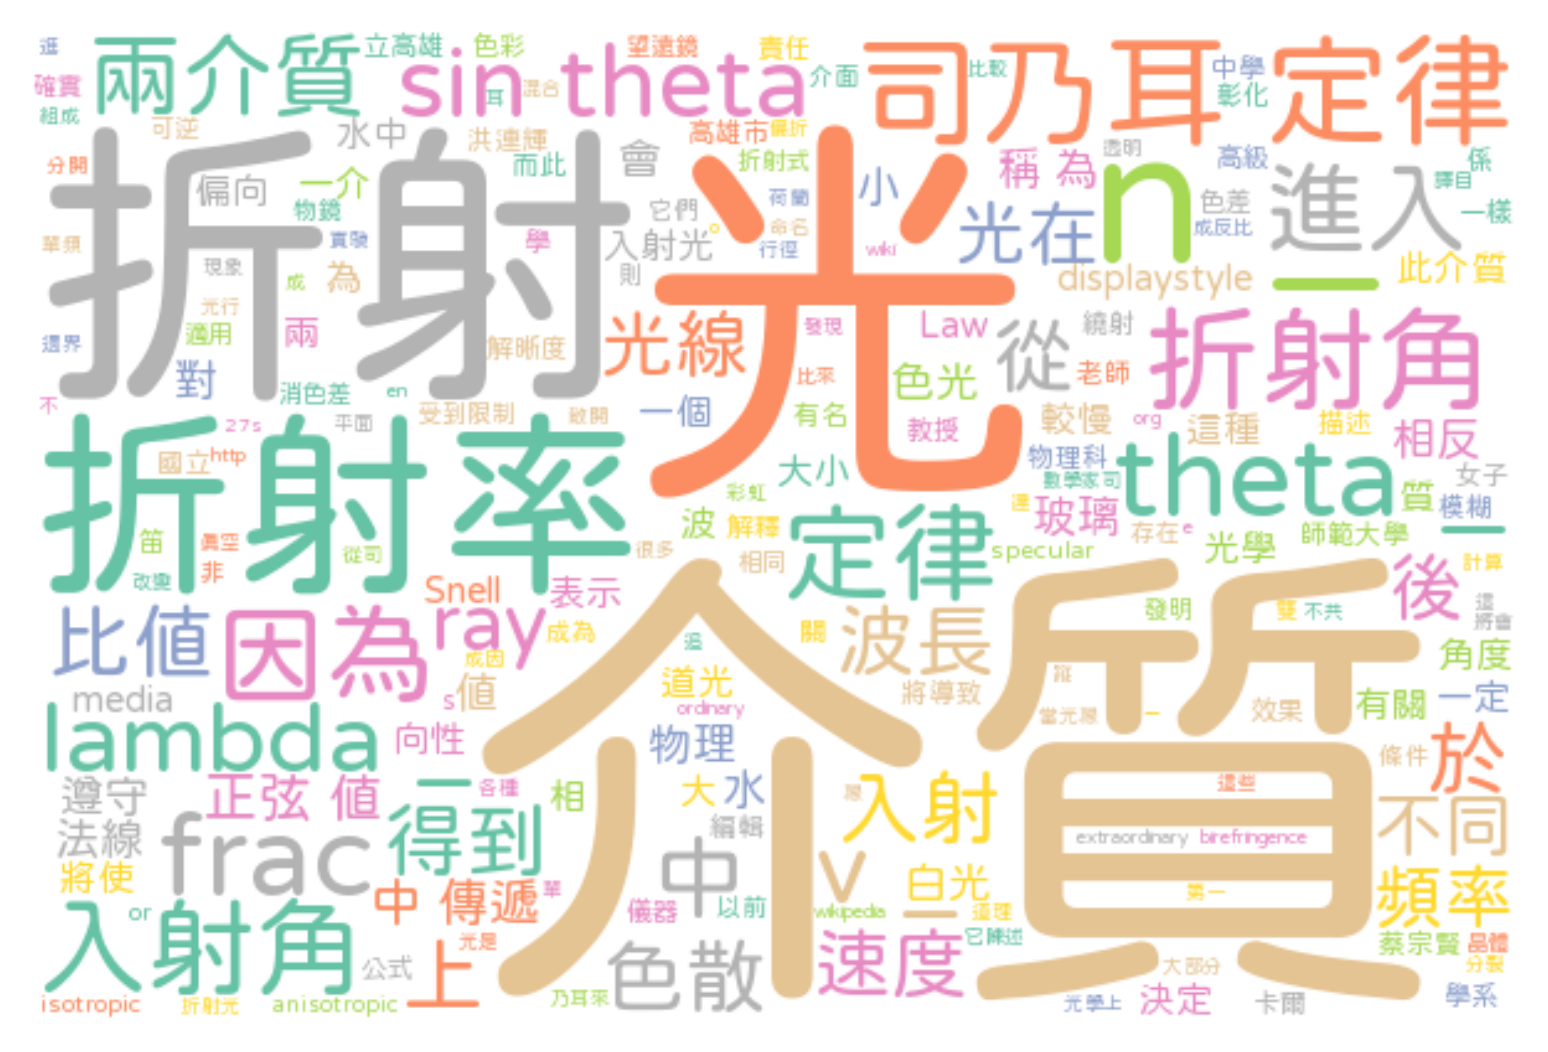 逛 兩介質 立高雄 色彩 望遠鏡 責任 司乃耳定律
確實 sin theta 介面 比較 中學
組成 耳 混合 彰化
可逆 水中 洪連輝 高雄市 偏折 透明
分開 折射 而此 會 折射式 光 小 稱 為 n 高級 係
偏向 一介 物鏡 它們 荷蘭 光在 色差 進入 譯目 一樣
單須 實驗 學 入射光 命名 行徑 wiki 成反比
現象 成 為 則 displaystyle 此介質
光行 適用 兩 光線 發現 Law 從 繞射 折射角
邊界 對 解晰度 比來 色光 老師
不 消色差 en 受到限制 散開 一個 有名 教授 較慢 org 這種 描述 相反
27s 平面
折射率 國立 http 大小 物理科 theta 女子
彩虹 數學家司 質 模糊
笛 真空 從司 波 解釋 定律 玻璃 存在 e 光學 師範大學
改變 非 很多 相同 specular 計算
Snell 表示 介質 後
比值 因為 ray 成為 關 波長 發明 雙 不共 這 將會
成因 角度
media s 值 道光 將導致 有關 一定
lambda 向性 ordinary 當光 效果
物理 條件 於
遵守 正弦 值 各種 相 大 水 入射 這些
法線 frac 得到 編輯 extraordinary birefringence 不同
將使 中 v 白光 第一 頻率
入射角 or 中 傳遞 單 儀器 以前 wikipedia 道理
光是 它陳述 蔡宗賢 晶體
公式 上 色散 速度 大部分 分裂
isotropic 折射光 anisotropic 乃耳來 光學上 決定 卡爾 學系